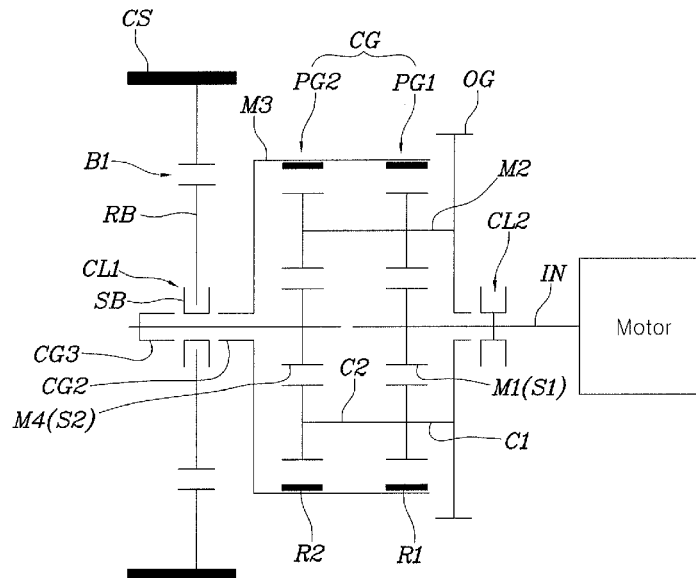 CS
CG
PG2
PG1
OG
M3
B1
M2
RB
CL2
CL1
IN
SB
Motor
CG3
CG2
C2
M1(S1)
M4(S2)
C1
R2
R1